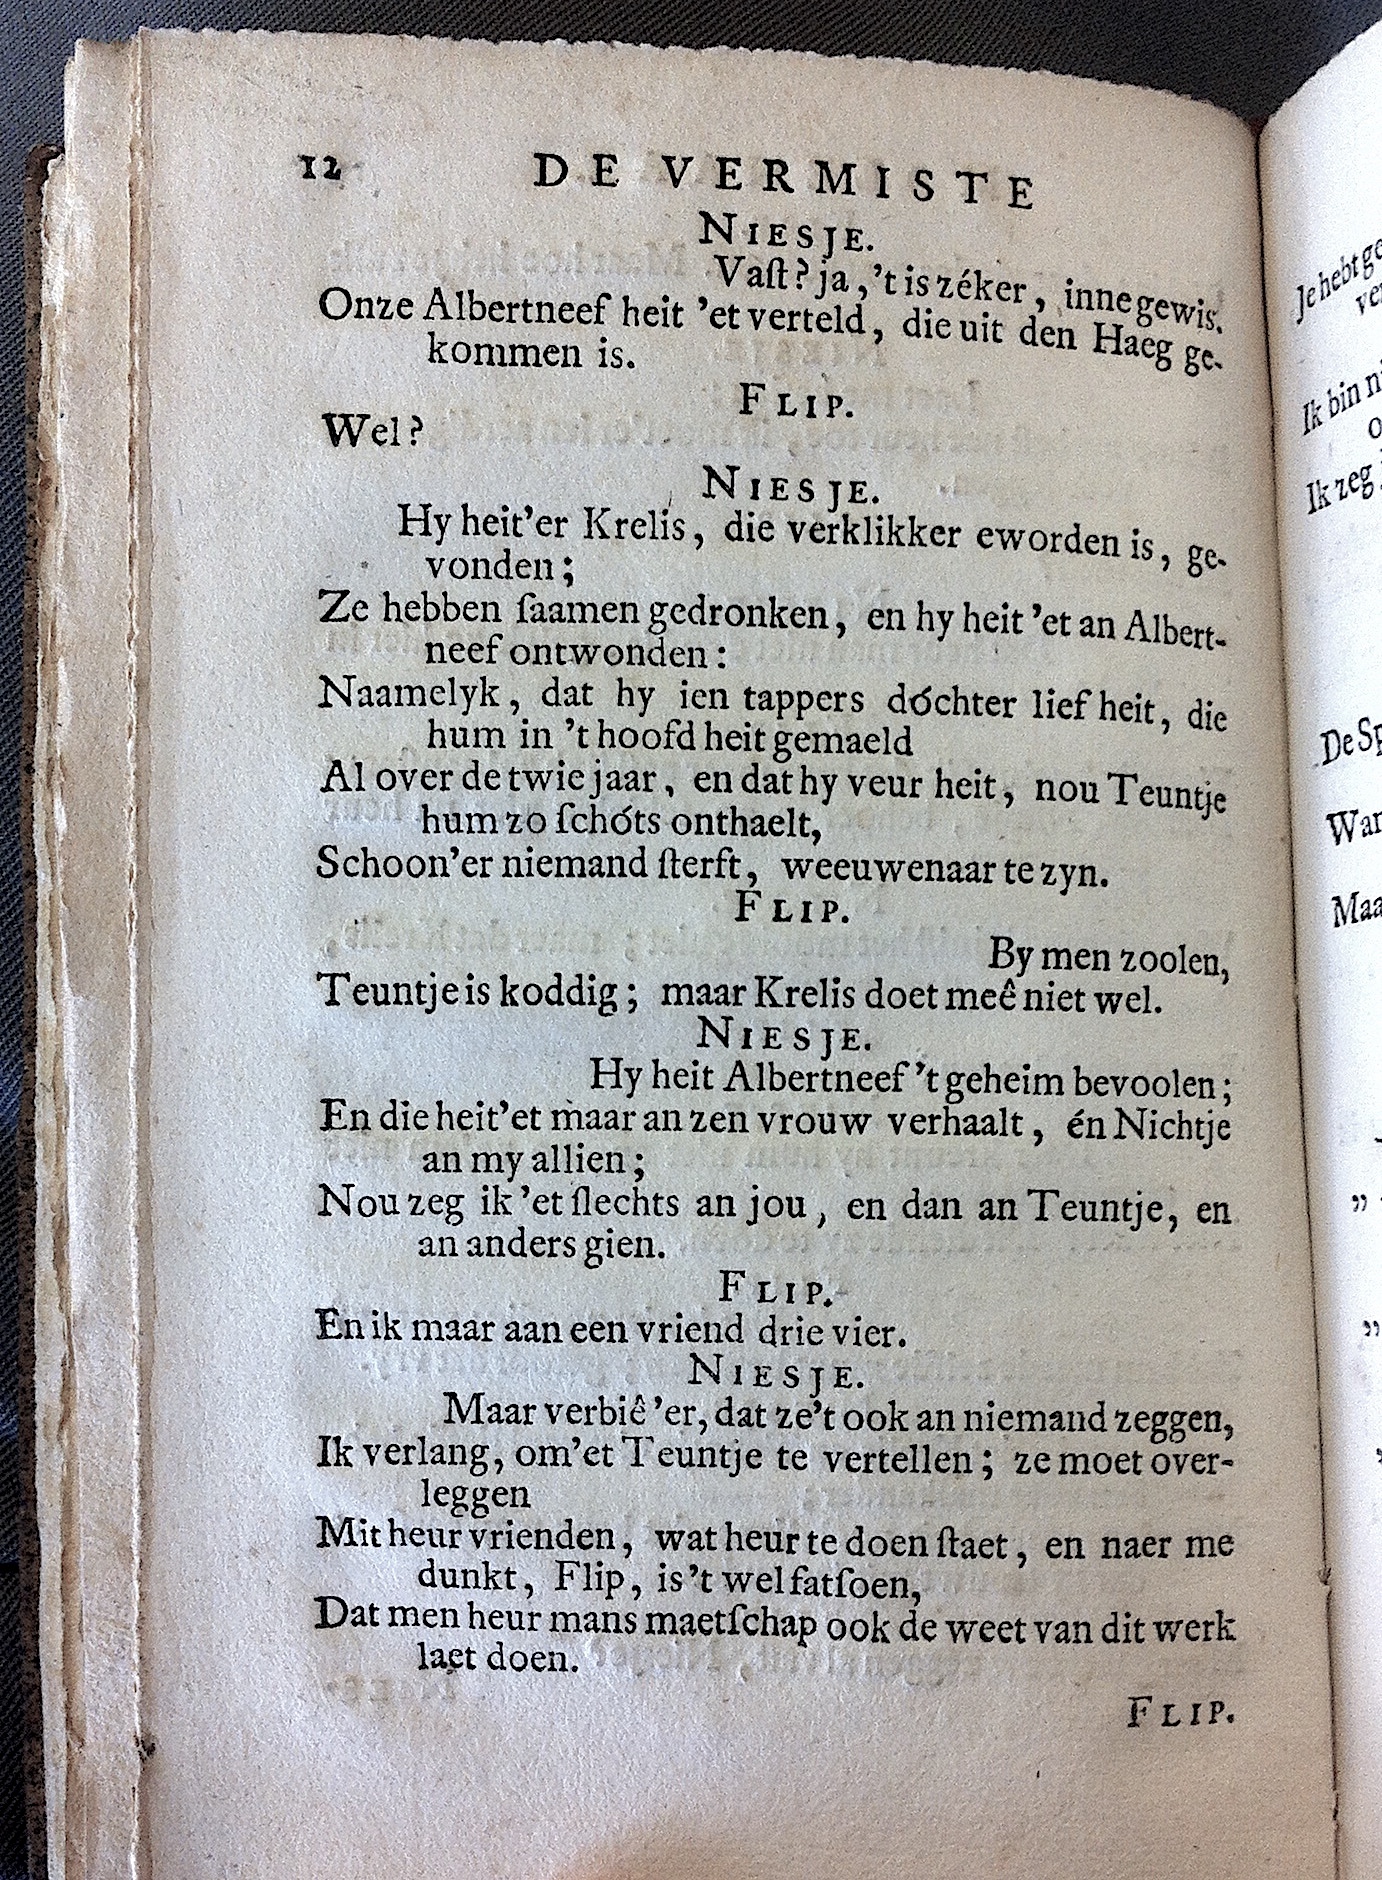 12 DE VERMISTE
NIESJE.
Vaſt? ja, 't is zéker, inne gewis.
Onze Albertneef heit 'et verteld, die uit den Haeg ge-
kommen is.
FLIP.
Wel?
NIESJE.
Hy heit'er Krelis, die verklikker eworden is, ge-
vonden;
Ze hebben ſaamen gedronken, en hy heit 'et an Albert-
neef ontwonden:
Naamelyk, dat hy ien tappers dóchter lief heit, die
hum in 't hoofd heit gemaeld
Al over de twie jaar, en dat hy veur heit, nou Teuntje
hum zo ſchóts onthaelt,
Schoon'er niemand ſterft, weeuwenaar te zyn.
FLIP.
By men zoolen,
Teuntje is koddig; maar Krelis doet meê niet wel.
NIESJE.
Hy heit Albertneef 't geheim bevoolen;
En die heit'et maar an zen vrouw verhaalt, én Nichtje
an my allien;
Nou zeg ik 'et ſlechts an jou, en dan an Teuntje, en
an anders gien.
FLIP.
En ik maar aan een vriend drie vier.
NIESJE.
Maar verbiê 'er, dat ze't ook an niemand zeggen,
Ik verlang, om'et Teuntje te vertellen; ze moet over-
leggen
Mit heur vrienden, wat heur te doen ſtaet, en naer me
dunkt, Flip, is 't wel fatſoen,
Dat men heur mans maetſchap ook de weet van dit werk
laet doen.
FLIP.
Je hebt
Ik bin
Ik zeg